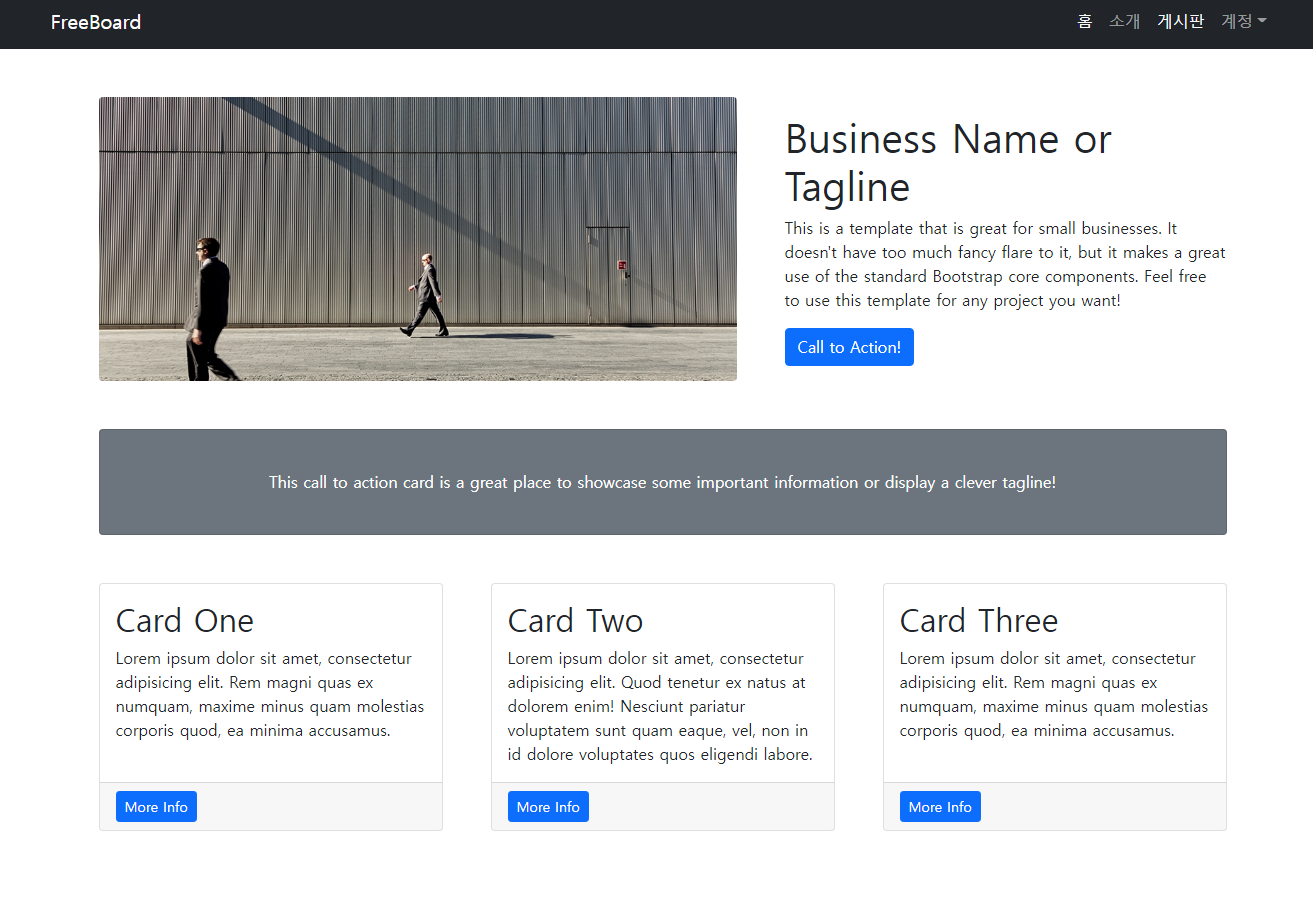 FreeBoard
홈 소개 게시판 계정
Business Name or
Tagline
This is a template that is great for small businesses. It
doesn't have too much fancy flare to it, but it makes a great
use of the standard Bootstrap core components. Feel free
to use this template for any project you want!
Call to Action!
This call to action card is a great place to showcase some important information or display a clever tagline!
Card One
Lorem ipsum dolor sit amet, consectetur
adipisicing elit. Rem magni quas ex
numquam, maxime minus quam molestias
corporis quod, ea minima accusamus.
More Info
Card Two
Lorem ipsum dolor sit amet, consectetur
adipisicing elit. Quod tenetur ex natus at
dolorem enim! Nesciunt pariatur
voluptatem sunt quam eaque, vel, non in
id dolore voluptates quos eligendi labore.
More Info
Card Three
Lorem ipsum dolor sit amet, consectetur
adipisicing elit. Rem magni quas ex
numquam, maxime minus quam molestias
corporis quod, ea minima accusamus.
More Info